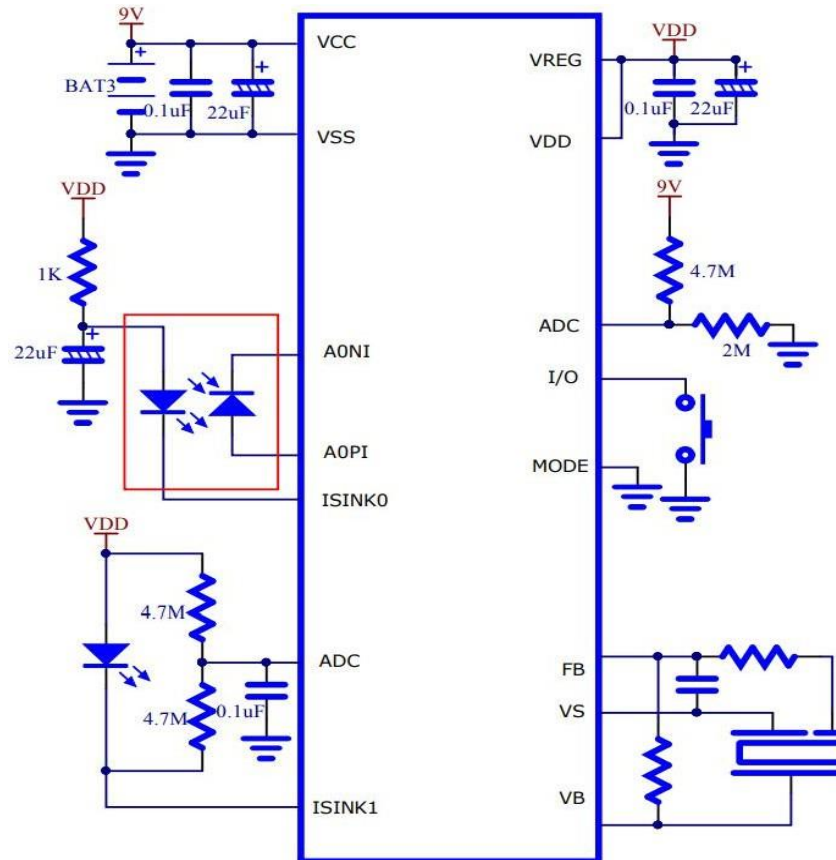 9V
VCC
BAT3
0.1uF
22uF
VSS
VDD
1K
22uF
A0NI
A0PI
ISINK0
VDD
4.7M
ADC
4.7M
0.1uF
ISINK1
VDD
VREG
0.1uF
22uF
VDD
9V
4.7M
ADC
2M
I/O
MODE
FB
VS
VB